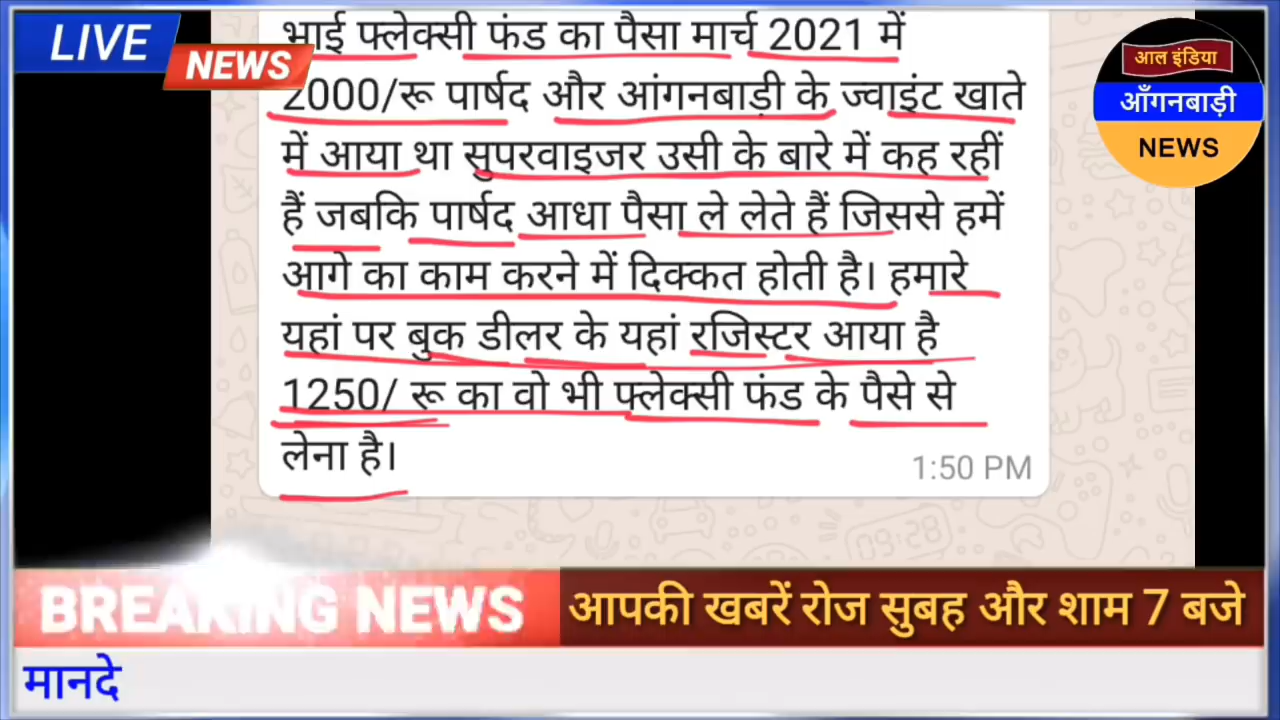 LIVE
NEWS
भाई फ्लेक्सी फंड का पैसा मार्च 2021 में
2000/रू पार्षद और आंगनबाड़ी के ज्वाइंट खाते
में आया था सुपरवाइजर उसी के बारे में कह रहीं
हैं जबकि पार्षद आधा पैसा ले लेते हैं जिससे हमें
आगे का काम करने में दिक्कत होती है। हमारे
यहां पर बुक डीलर के यहां रजिस्टर आया है
1250/ रू का वो भी फ्लेक्सी फंड के पैसे से
लेना है।
1:50 PM
आल इंडिया
आँगनबाड़ी
NEWS
09:28
BREAKING NEWS
आपकी खबरें रोज सुबह और शाम 7 बजे
मानदे